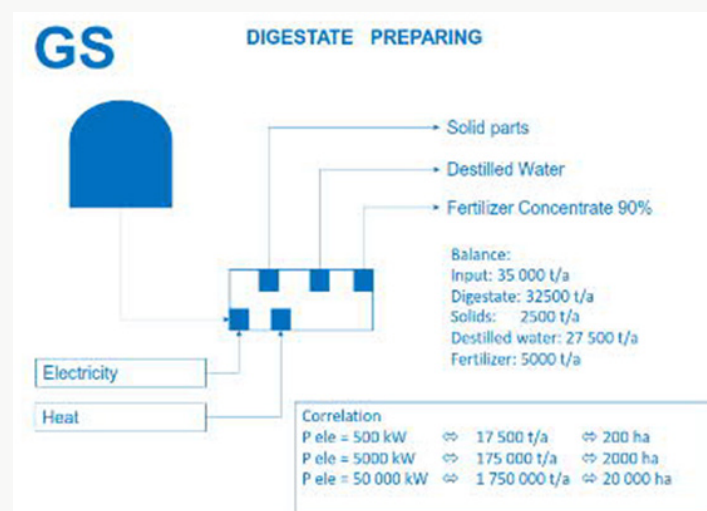 GS
DIGESTATE PREPARING
Solid parts
Destilled Water
Fertilizer Concentrate 90%
Balance:
Input: 35 000 t/a
Digestate: 32500 t/a
Solids: 2500 t/a
Destilled water: 27 500 t/a
Fertilizer: 5000 t/a
Electricity
Heat
Correlation
P ele = 500 kW ⇔ 17 500 t/a ⇔ 200 ha
P ele = 5000 kW ⇔ 175 000 t/a ⇔ 2000 ha
P ele = 50 000 kW ⇔ 1 750 000 t/a ⇔ 20 000 ha